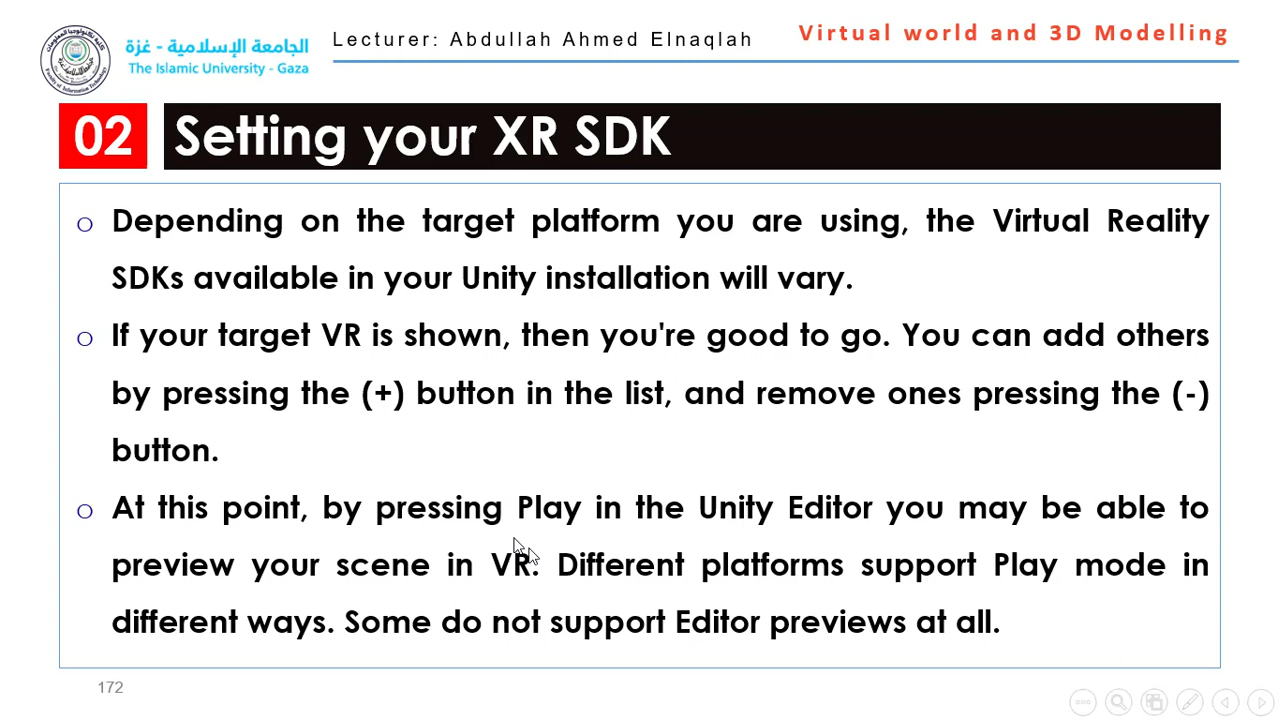 الجامعة الإسلامية - غزة
The Islamic University - Gaza
Lecturer: Abdullah Ahmed Elnaqlah
Virtual world and 3D Modelling
02 Setting your XR SDK
o Depending on the target platform you are using, the Virtual Reality
SDKs available in your Unity installation will vary.
o If your target VR is shown, then you're good to go. You can add others
by pressing the (+) button in the list, and remove ones pressing the (-)
button.
o At this point, by pressing Play in the Unity Editor you may be able to
preview your scene in VR. Different platforms support Play mode in
different ways. Some do not support Editor previews at all.
172